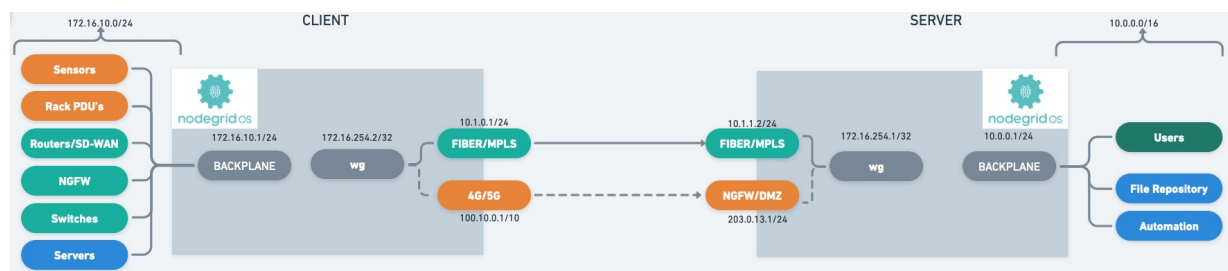 172.16.10.0/24
CLIENT
SERVER
10.0.0.0/16
Sensors
Rack PDU's
Routers/SD-WAN
NGFW
Switches
Servers
nodegrid os
172.16.10.1/24
BACKPLANE
172.16.254.2/32
wg
10.1.0.1/24
FIBER/MPLS
4G/5G
100.10.0.1/10
10.1.1.2/24
FIBER/MPLS
NGFW/DMZ
203.0.13.1/24
172.16.254.1/32
wg
nodegrid os
10.0.0.1/24
BACKPLANE
Users
File Repository
Automation